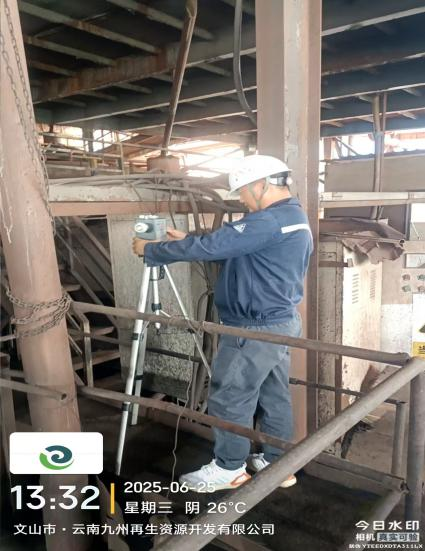 13:32
2025-06-25
星期三 阴 26°C
文山市·云南九州再生资源开发有限公司
今日水印
相机 真实可验